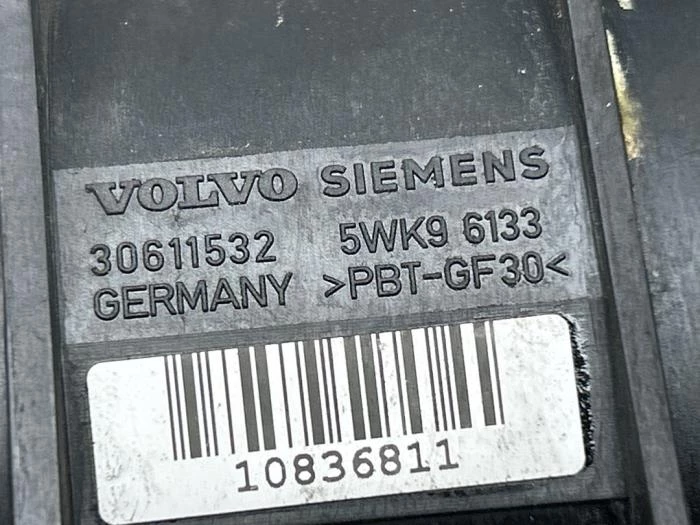 VOLVO SIEMENS
30611532 5WK9 6133
GERMANY >PBT-GF30<
10836811